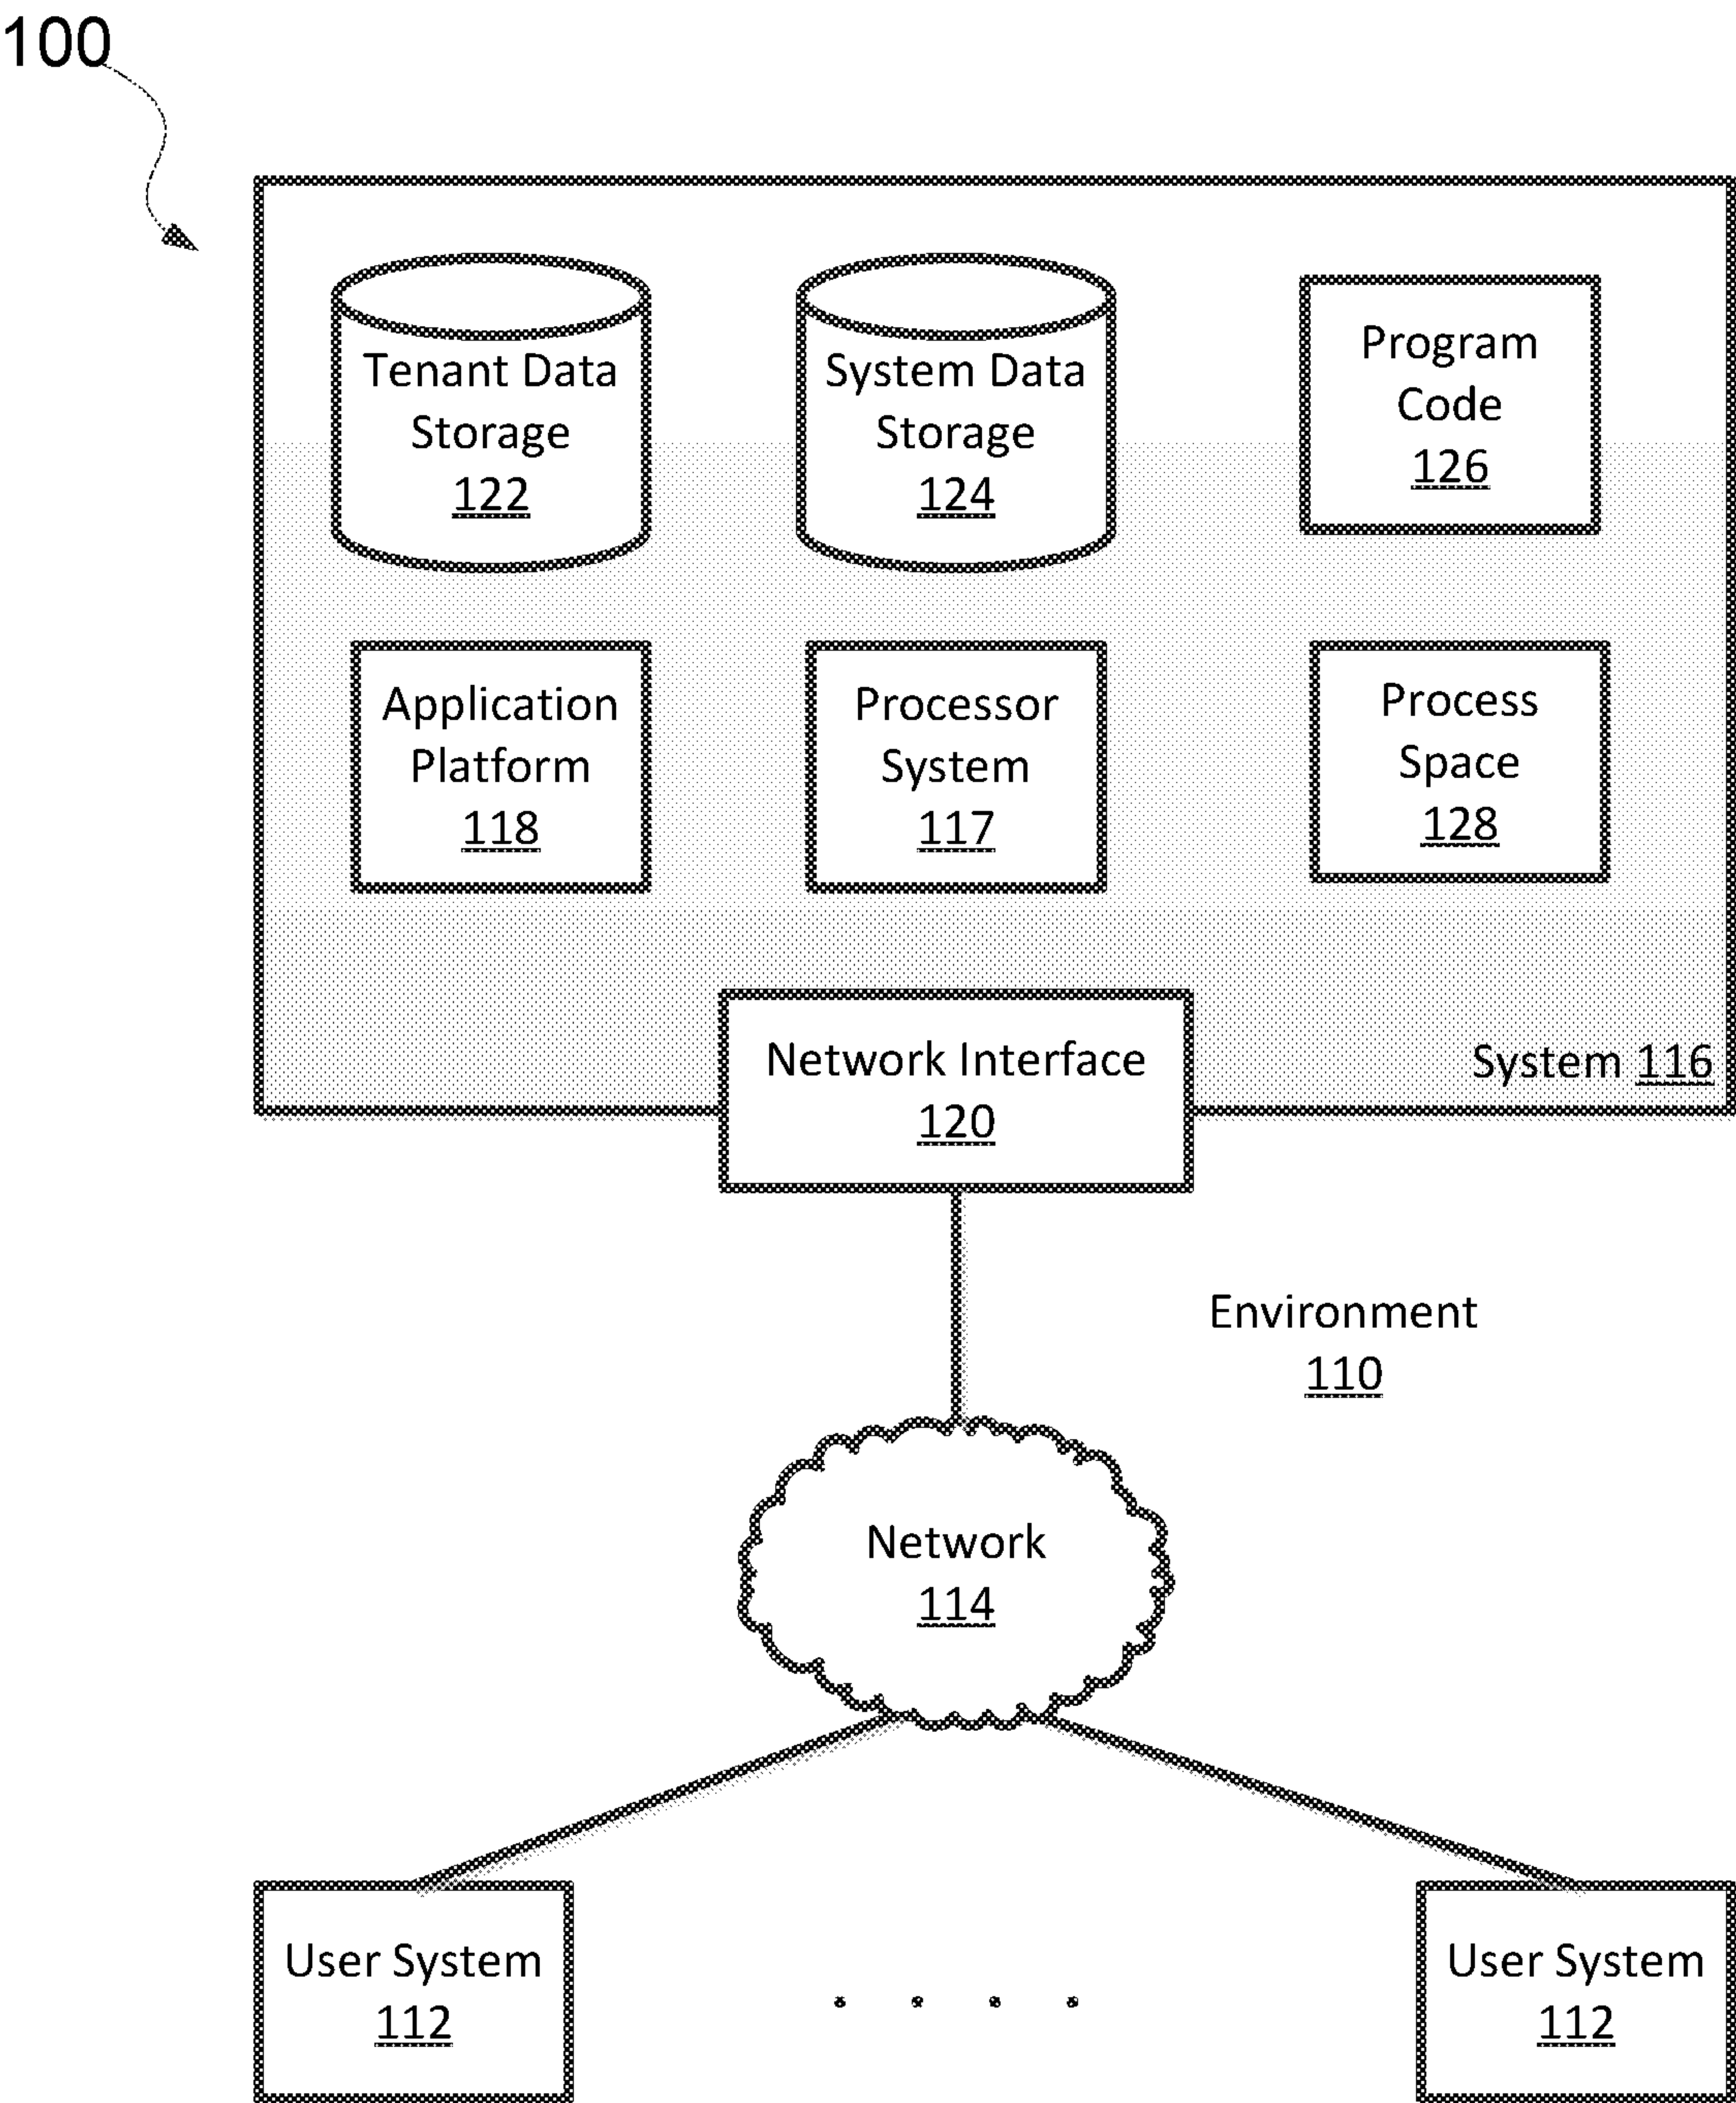 100
Tenant Data
Storage
122
System Data
Storage
124
Program
Code
126
Application
Platform
118
Processor
System
117
Process
Space
128
Network Interface
120
System 116
Environment
110
Network
114
User System
112
User System
112